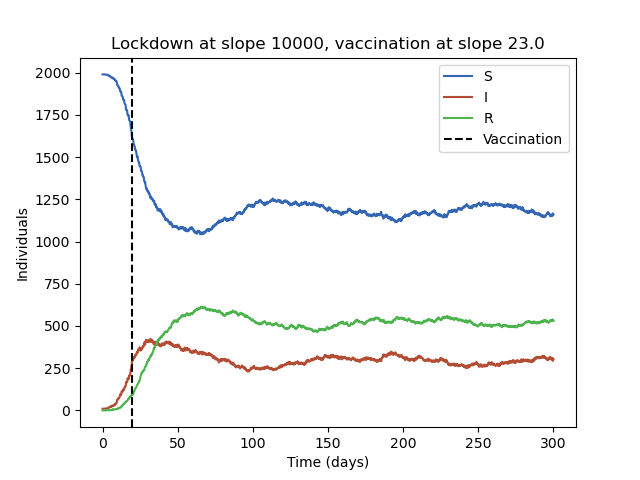 Lockdown at slope 10000, vaccination at slope 23.0
2000
1750
1500
1250
1000
750
500
250
0
Individuals
S
I
R
Vaccination
0 50 100 150 200 250 300
Time (days)